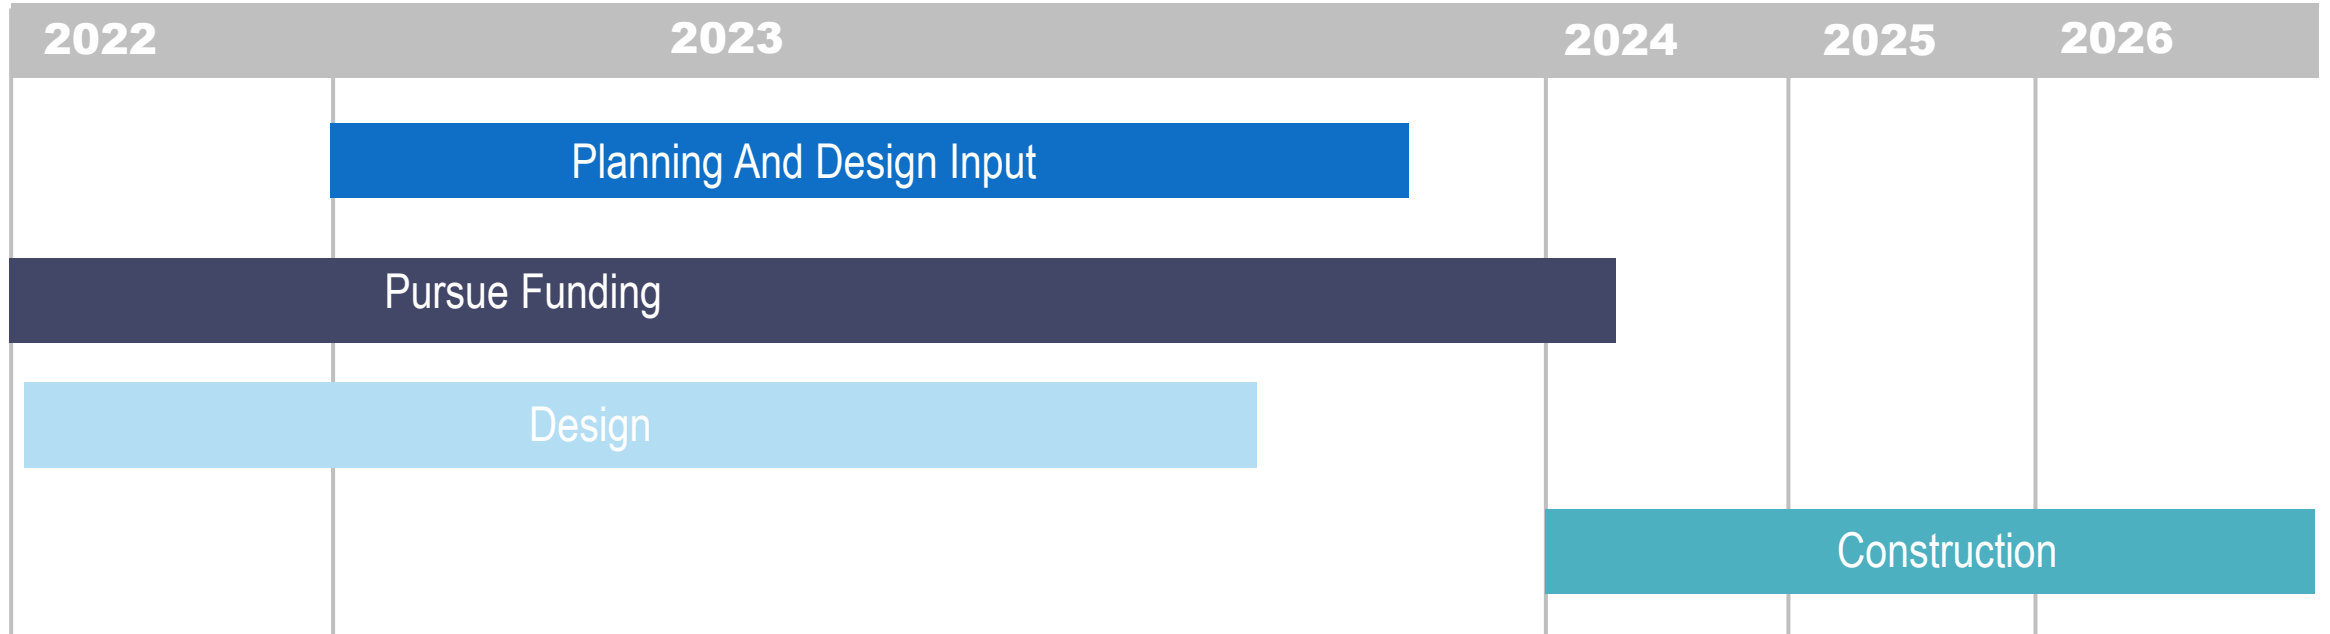 2022 2023 2024 2025 2026
Planning And Design Input
Pursue Funding
Design
Construction